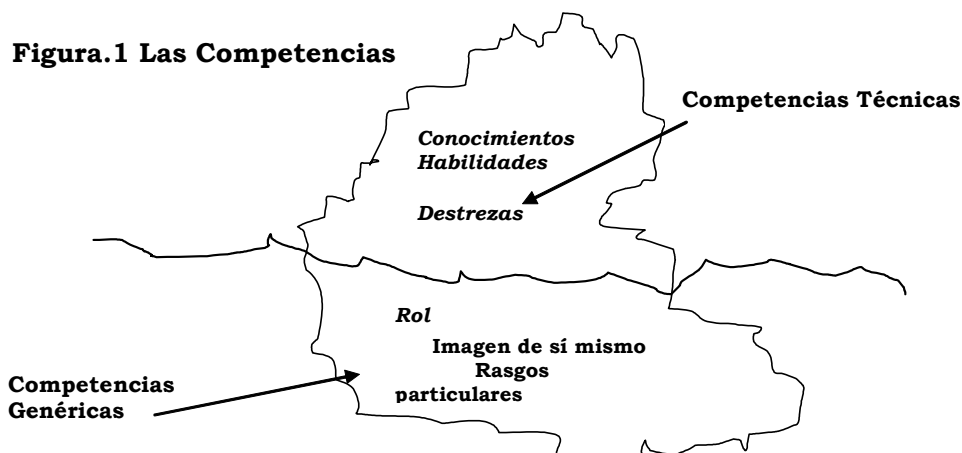 Figura.1 Las Competencias
Competencias Técnicas
Conocimientos
Habilidades
Destrezas
Rol
Imagen de sí mismo
Rasgos
particulares
Competencias
Genéricas